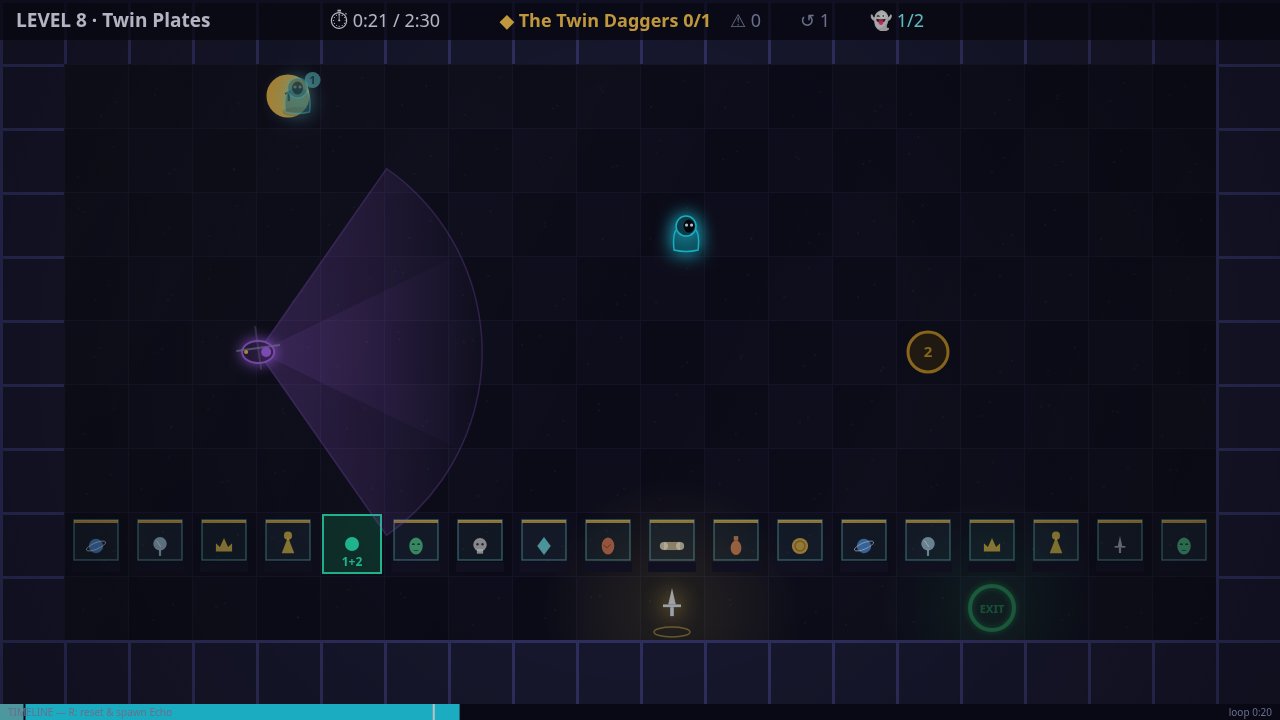 LEVEL 8 · Twin Plates
⏱ 0:21 / 2:30
◆ The Twin Daggers 0/1
⚠ 0
↺ 1
👻 1/2
1
1
2
1+2
EXIT
TIMELINE — R: reset & spawn Echo
loop 0:20